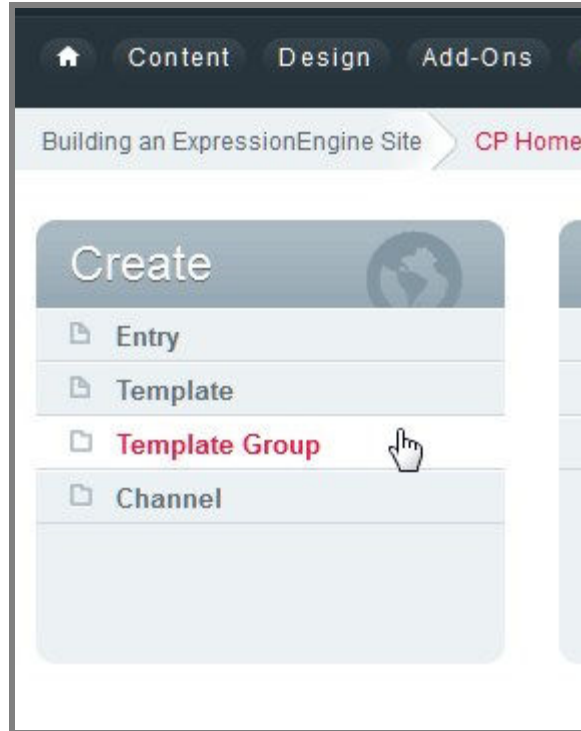 Content Design Add-Ons
Building an ExpressionEngine Site CP Home
Create
Entry
Template
Template Group
Channel